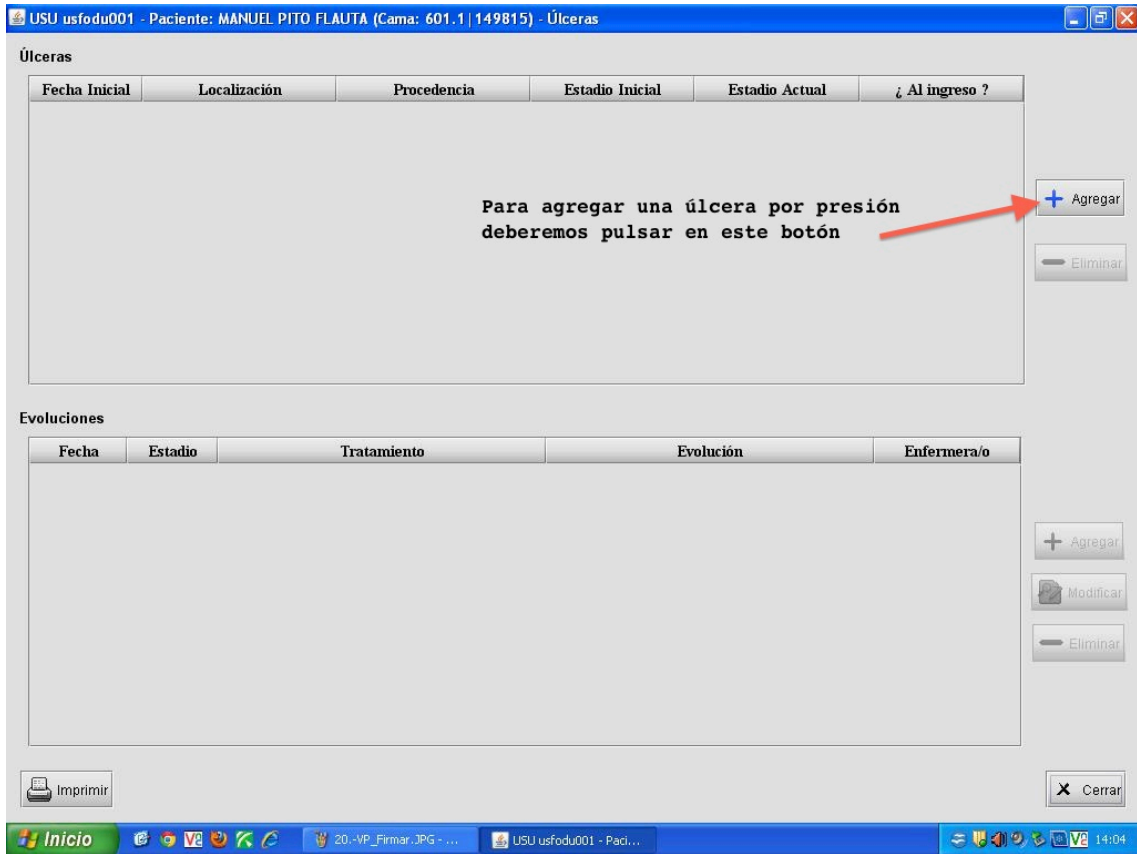 USU usfodu001 - Paciente: MANUEL PITO FLAUTA (Cama: 601.1|149815) - Úlceras
Úlceras
Fecha Inicial Localización Procedencia Estadio Inicial Estadio Actual ¿ Al ingreso ?
Para agregar una úlcera por presión
deberemos pulsar en este botón
Agregar
Eliminar
Evoluciones
Fecha Estadio Tratamiento Evolución Enfermera/o
Agregar
Modificar
Eliminar
Imprimir
Cerrar
Inicio 20.-VP_Firmar.JPG - ... USU usfodu001 - Paci... 14:04